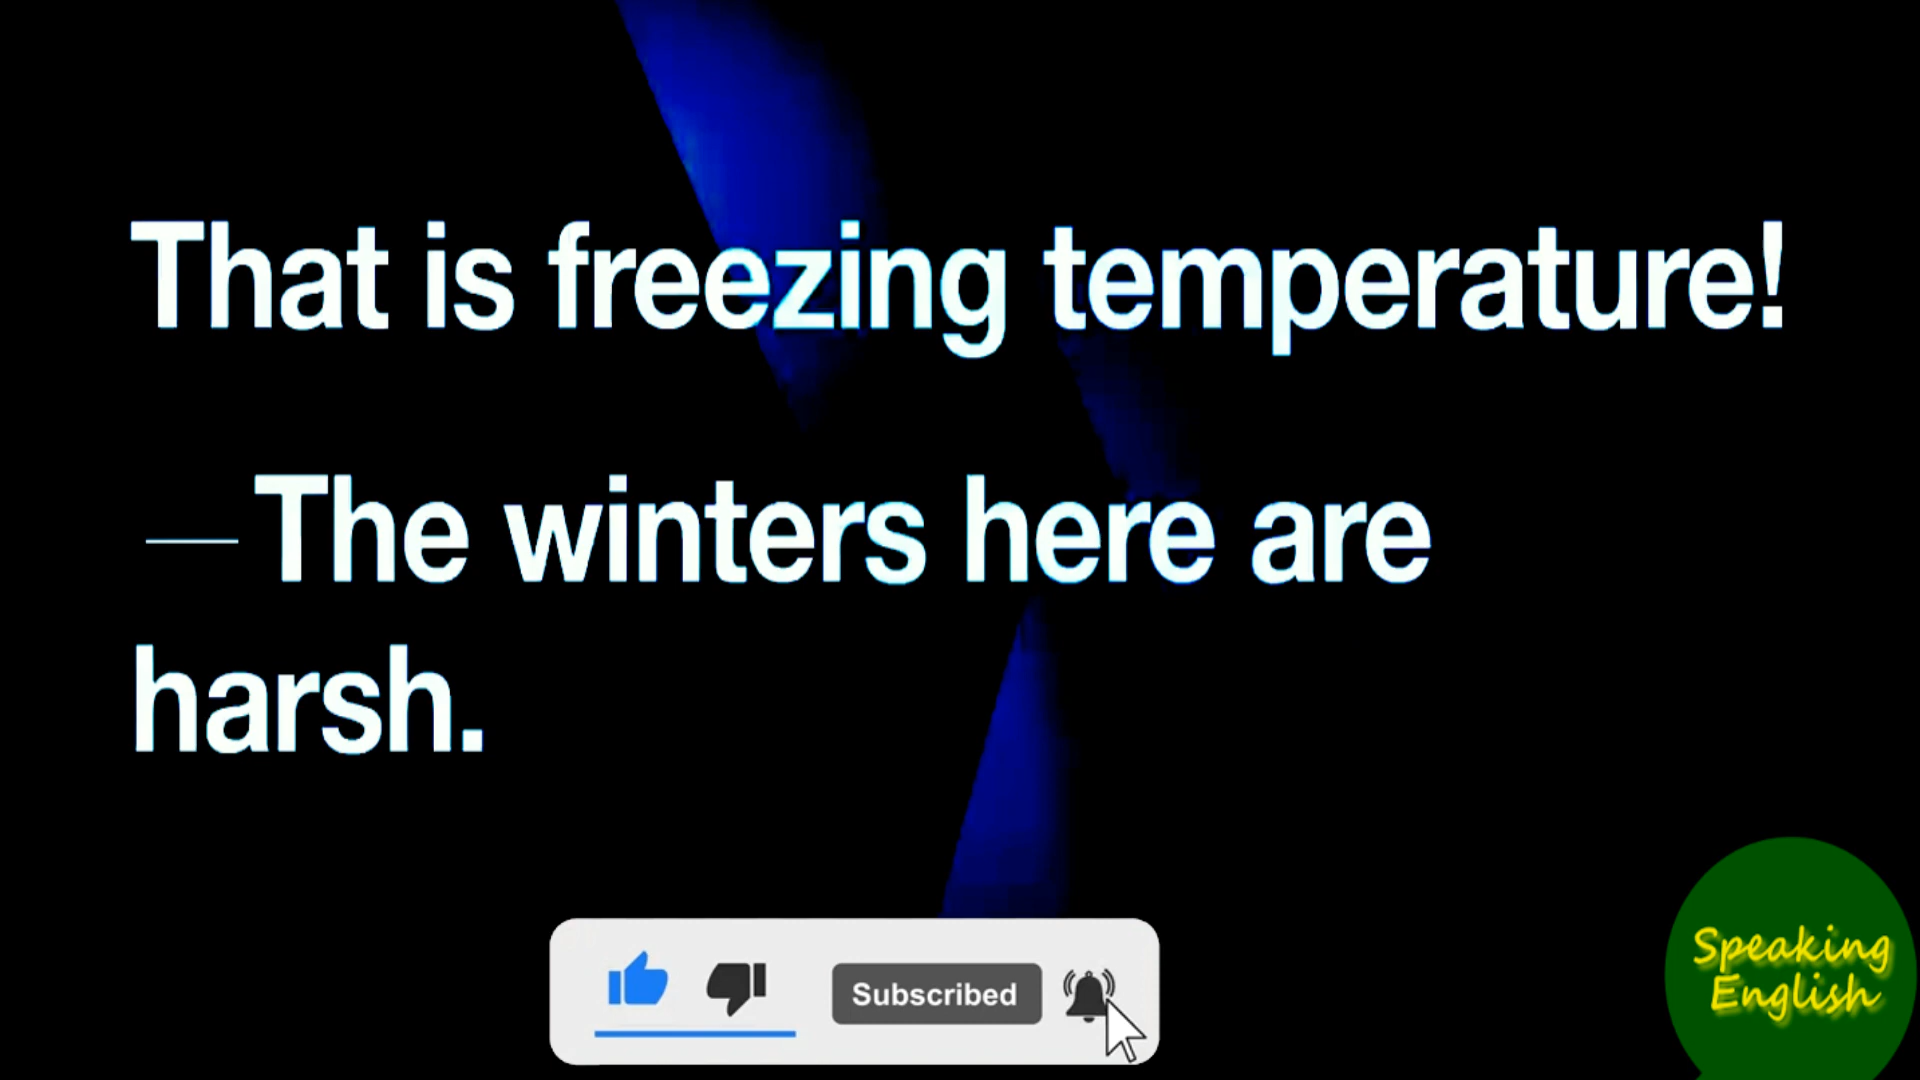 That is freezing temperature!
—The winters here are
harsh.
Subscribed
Speaking
English